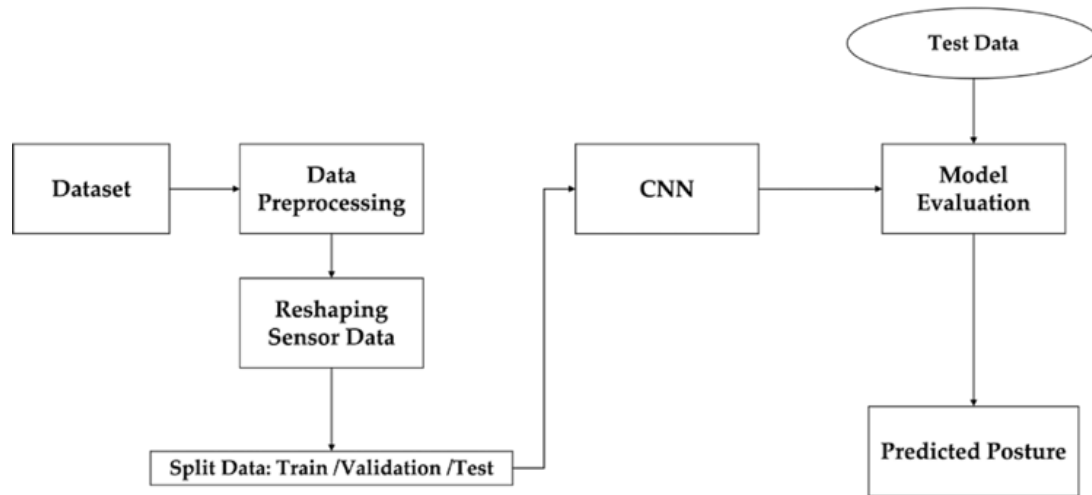 Test Data
Dataset
Data
Preprocessing
CNN
Model
Evaluation
Reshaping
Sensor Data
Split Data: Train /Validation /Test
Predicted Posture